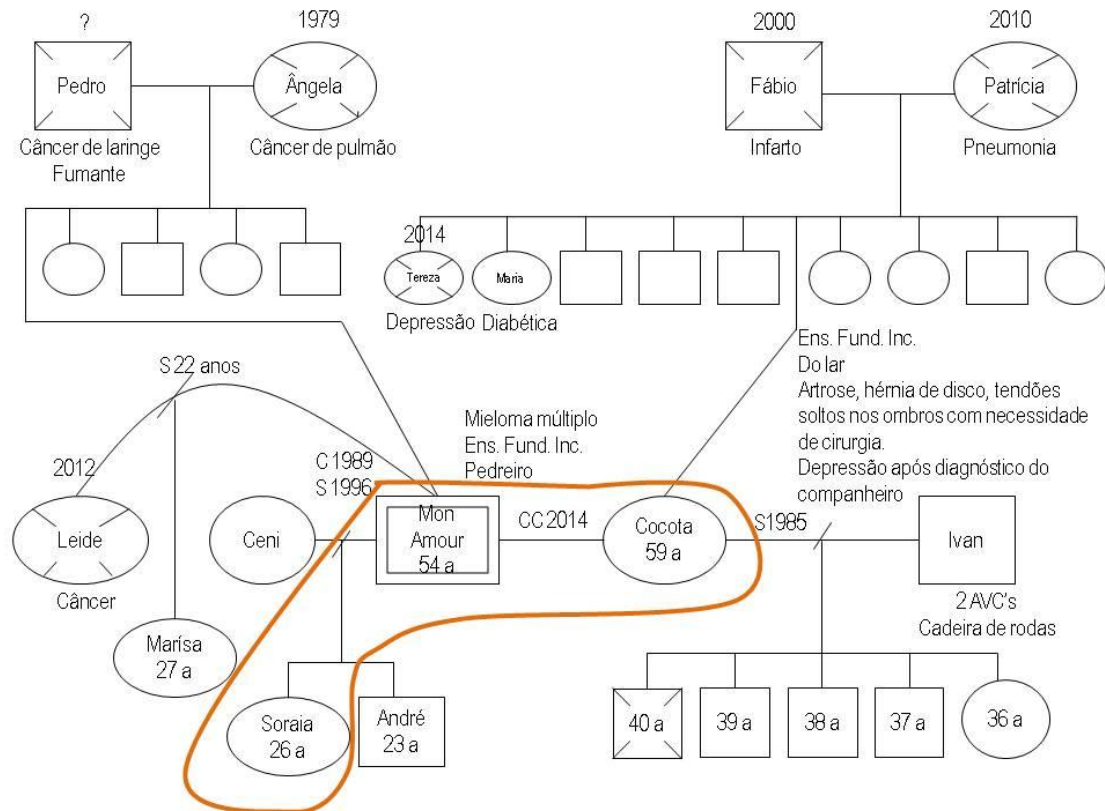 ?
1979
2000
2010
Pedro
Ângela
Fábio
Patrícia
Câncer de laringe
Fumante
Câncer de pulmão
Infarto
Pneumonia
2014
Tereza
Maria
Depressão
Diabética
Ens. Fund. Inc.
Do lar
Artrose, hérnia de disco, tendões
soltos nos ombros com necessidade
de cirurgia.
Depressão após diagnóstico do
companheiro
S 22 anos
Mieloma múltiplo
Ens. Fund. Inc.
Pedreiro
2012
C 1989
S 1996
Leide
Câncer
Ceni
Mon
Amour
54 a
CC 2014
Cocota
59 a
S1985
Ivan
2 AVC's
Cadeira de rodas
Marísa
27 a
Soraia
26 a
André
23 a
40 a
39 a
38 a
37 a
36 a